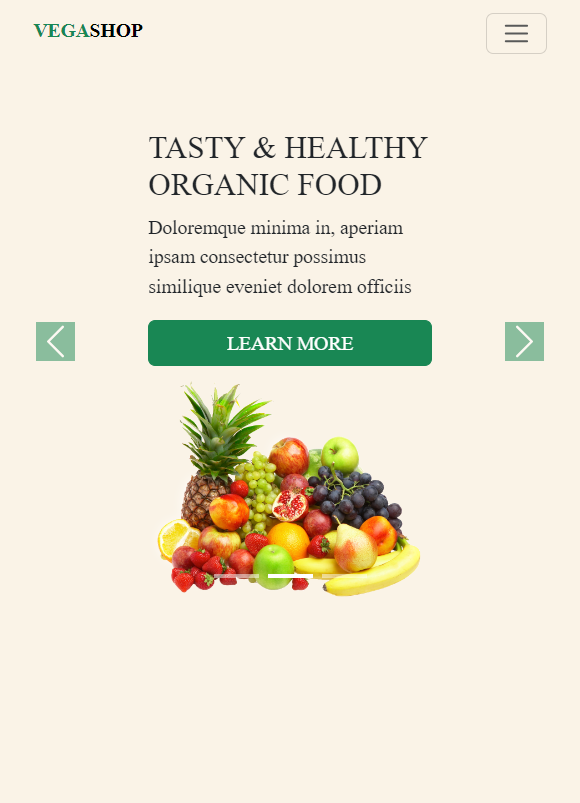 VEGASHOP
TASTY & HEALTHY
ORGANIC FOOD
Doloremque minima in, aperiam
ipsam consectetur possimus
similique eveniet dolorem officiis
LEARN MORE